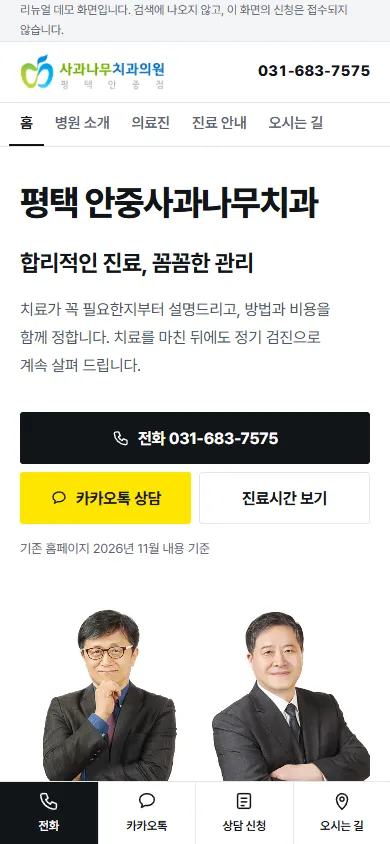 리뉴얼 데모 화면입니다. 검색에 나오지 않고, 이 화면의 신청은 접수되지
않습니다.
사과나무치과의원
평택안중점
031-683-7575
홈
병원 소개
의료진
진료 안내
오시는 길
평택 안중사과나무치과
합리적인 진료, 꼼꼼한 관리
치료가 꼭 필요한지부터 설명드리고, 방법과 비용을
함께 정합니다. 치료를 마친 뒤에도 정기 검진으로
계속 살펴 드립니다.
전화 031-683-7575
카카오톡 상담
진료시간 보기
기존 홈페이지 2026년 11월 내용 기준
전화
카카오톡
상담 신청
오시는 길